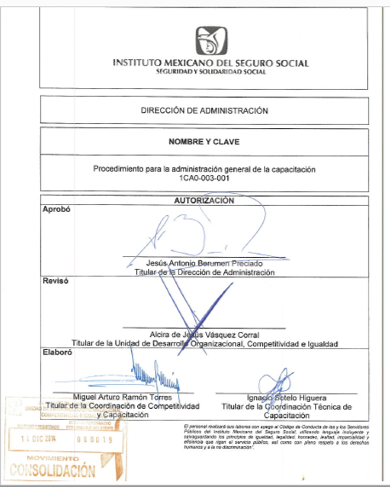 INSTITUTO MEXICANO DEL SEGURO SOCIAL
SEGURIDAD Y SOLIDARIDAD SOCIAL
DIRECCIÓN DE ADMINISTRACIÓN
NOMBRE Y CLAVE
Procedimiento para la administración general de la capacitación
1CA0-003-001
AUTORIZACIÓN
Aprobó
Jesús Antonio Berumen Preciado
Titular de la Dirección de Administración
Revisó
Alcira de Jesús Vásquez Corral
Titular de la Unidad de Desarrollo Organizacional, Competitividad e Igualdad
Elaboró
Miguel Arturo Ramón Torres
Titular de la Coordinación de Competitividad
y Capacitación
Ignacio Sotelo Higuera
Titular de la Coordinación Técnica de
Capacitación
El personal realizará sus labores con apego al Código de Conducta de las y los Servidores
Públicos del Instituto Mexicano del Seguro Social, utilizando lenguaje incluyente y
salvaguardando los principios de igualdad, legalidad, honradez, lealtad, imparcialidad y
eficiencia que rigen el servicio público, así como con pleno respeto a los derechos
humanos y a la no discriminación.
DIC
MOVIMIENTO
CONSOLIDACIÓN